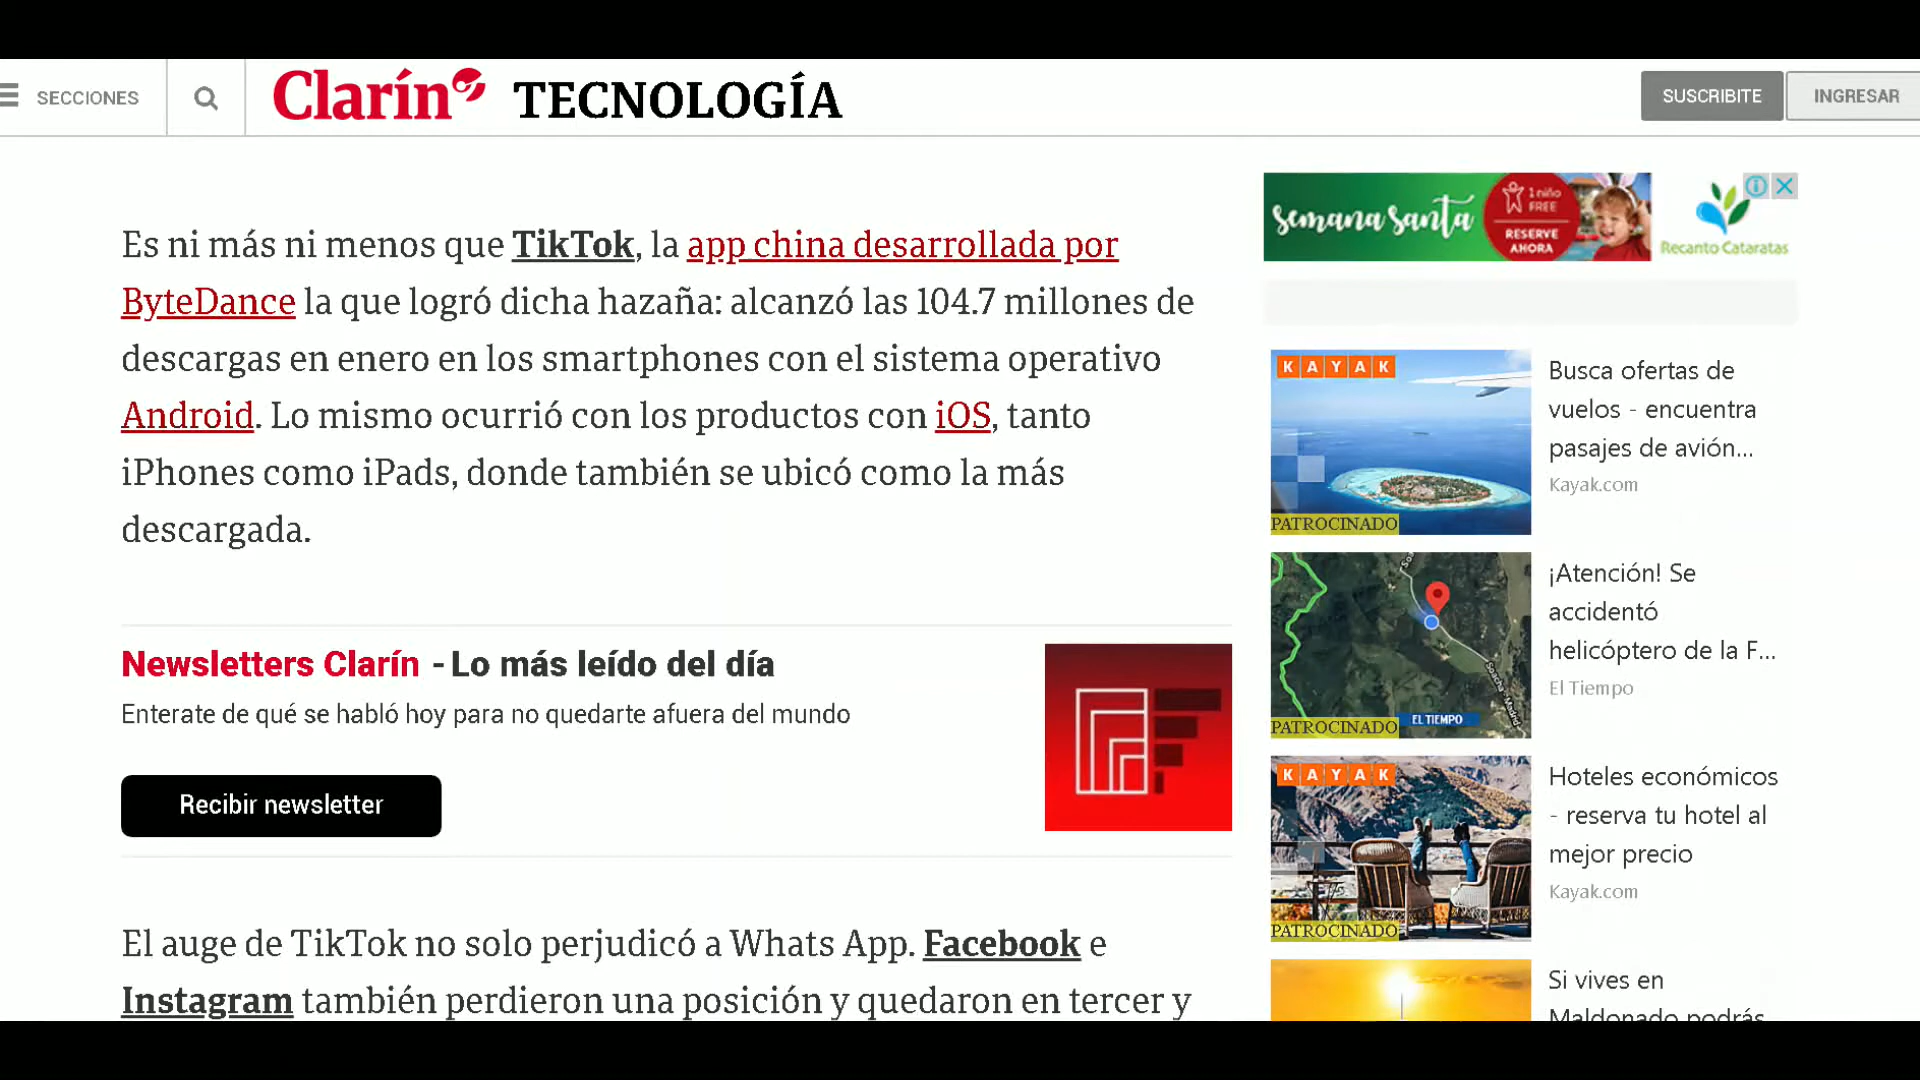 SECCIONES
Clarín TECNOLOGÍA
SUSCRIBITE
INGRESAR
Es ni más ni menos que TikTok, la app china desarrollada por
ByteDance la que logró dicha hazaña: alcanzó las 104.7 millones de
descargas en enero en los smartphones con el sistema operativo
Android. Lo mismo ocurrió con los productos con iOS, tanto
iPhones como iPads, donde también se ubicó como la más
descargada.
Newsletters Clarín - Lo más leído del día
Enterate de qué se habló hoy para no quedarte afuera del mundo
Recibir newsletter
El auge de TikTok no solo perjudicó a Whats App. Facebook e
Instagram también perdieron una posición y quedaron en tercer y
semana santa
1 niño
FREE
RESERVE
AHORA
Recanto Cataratas
KAYAK
PATROCINADO
Busca ofertas de
vuelos - encuentra
pasajes de avión...
Kayak.com
EL TIEMPO
PATROCINADO
¡Atención! Se
accidentó
helicóptero de la F...
El Tiempo
KAYAK
PATROCINADO
Hoteles económicos
- reserva tu hotel al
mejor precio
Kayak.com
Si vives en
Maldonado podrás